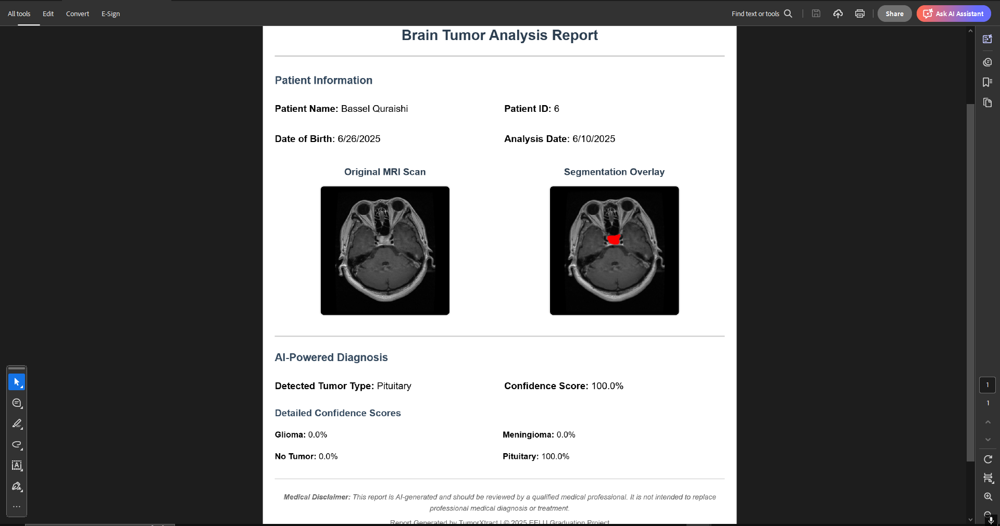 All tools Edit Convert E-Sign Find text or tools Share Ask AI Assistant
Brain Tumor Analysis Report
Patient Information
Patient Name: Bassel Quraishi Patient ID: 6
Date of Birth: 6/26/2025 Analysis Date: 6/10/2025
Original MRI Scan Segmentation Overlay
AI-Powered Diagnosis
Detected Tumor Type: Pituitary Confidence Score: 100.0%
Detailed Confidence Scores
Glioma: 0.0% Meningioma: 0.0%
No Tumor: 0.0% Pituitary: 100.0%
Medical Disclaimer: This report is AI-generated and should be reviewed by a qualified medical professional. It is not intended to replace
professional medical diagnosis or treatment.
Report Generated by TumorXtract | © 2025 EELU Graduation Project
1
1